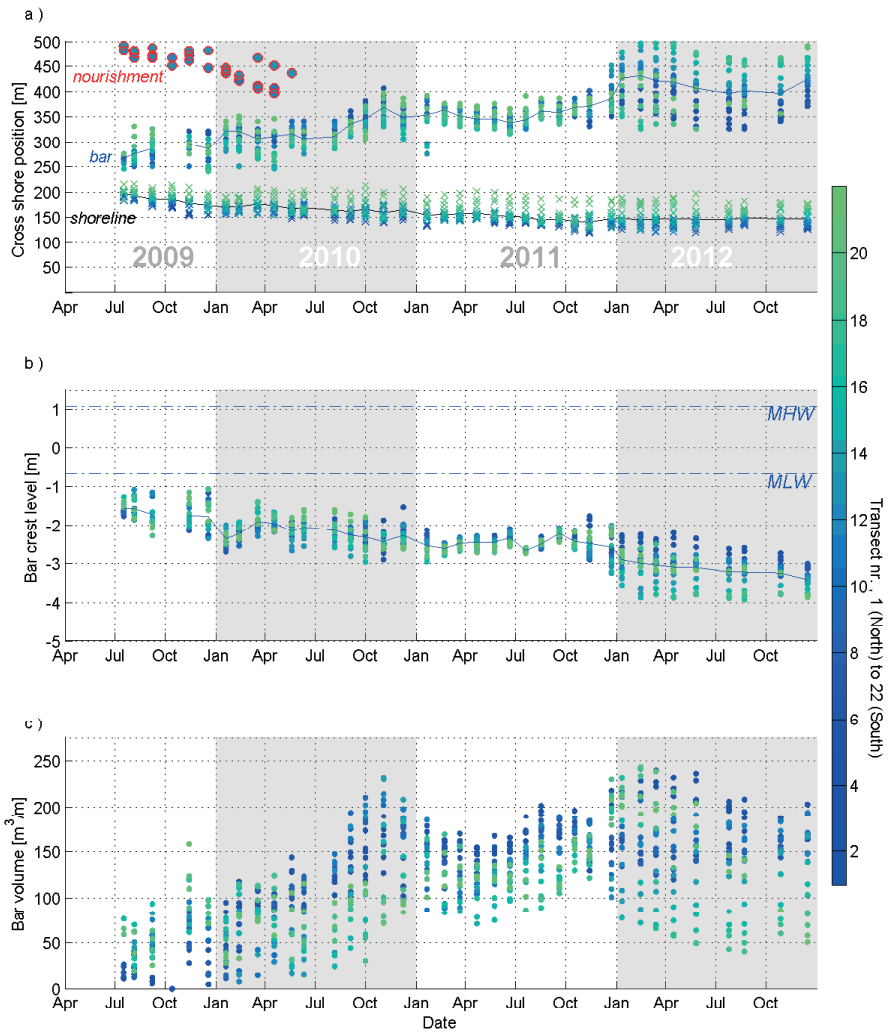 a )
500
450
400
350
300
250
200
150
100
50
Cross shore position [m]
nourishment
bar
shoreline
2009 2010 2011 2012
Apr Jul Oct Jan Apr Jul Oct Jan Apr Jul Oct Jan Apr Jul Oct
b )
1
0
-1
-2
-3
-4
-5
Bar crest level [m]
MHW
MLW
Apr Jul Oct Jan Apr Jul Oct Jan Apr Jul Oct Jan Apr Jul Oct
c )
250
200
150
100
50
0
Bar volume [m³/m]
Apr Jul Oct Jan Apr Jul Oct Jan Apr Jul Oct Jan Apr Jul Oct
Date
20
18
16
14
12
10
8
6
4
2
Transect nr., 1 (North) to 22 (South)